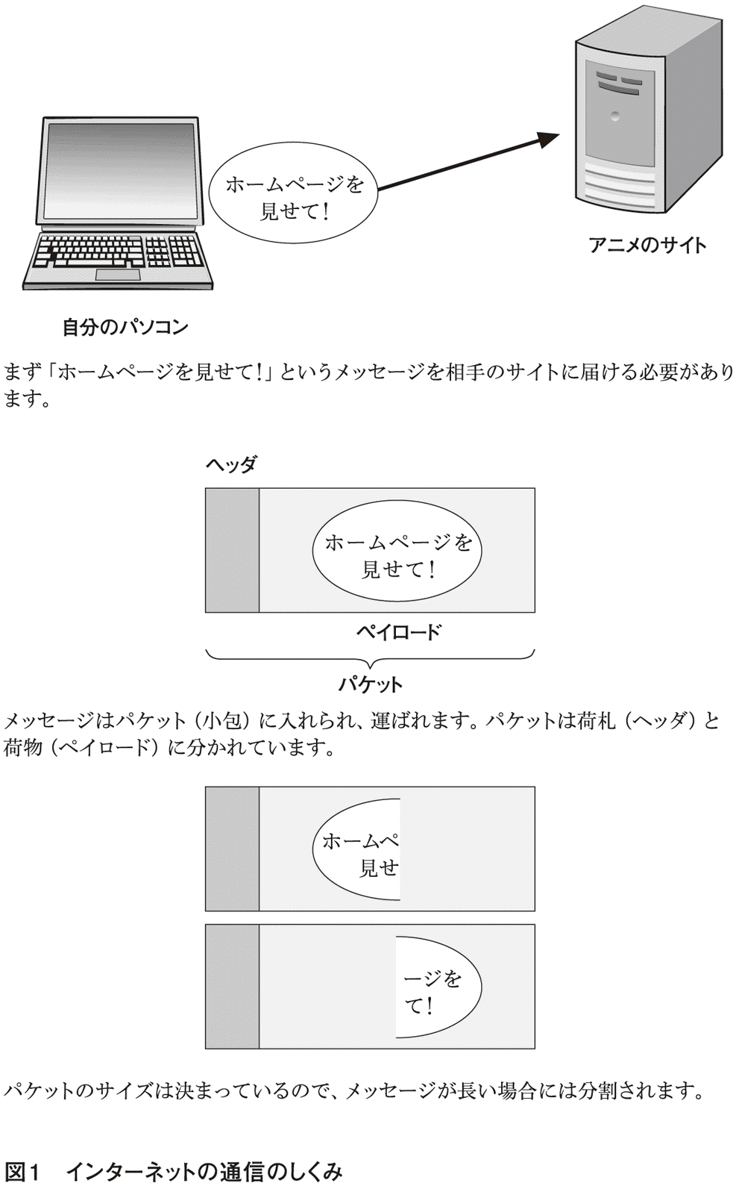 ホームページを
見せて!
アニメのサイト
自分のパソコン
まず「ホームページを見せて!」というメッセージを相手のサイトに届ける必要があり
ます。
ヘッダ
ホームページを
見せて!
ペイロード
パケット
メッセージはパケット（小包）に入れられ、運ばれます。パケットは荷札（ヘッダ）と
荷物（ペイロード）に分かれています。
ホームペ
見せ
ージを
て!
パケットのサイズは決まっているので、メッセージが長い場合には分割されます。
図1　インターネットの通信のしくみ